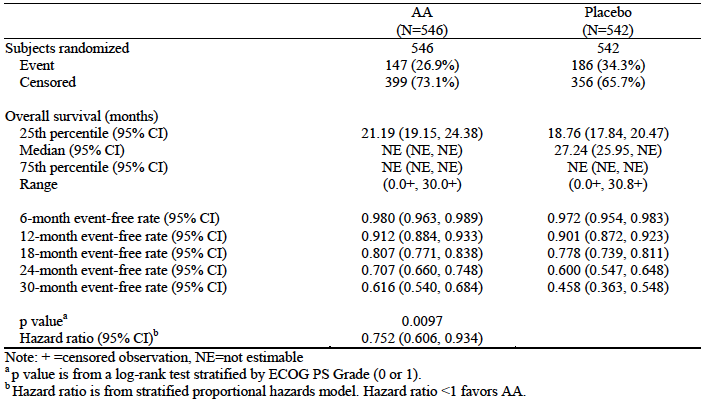 AA Placebo
(N=546) (N=542)
Subjects randomized 546 542
Event 147 (26.9%) 186 (34.3%)
Censored 399 (73.1%) 356 (65.7%)
Overall survival (months)
25th percentile (95% CI) 21.19 (19.15, 24.38) 18.76 (17.84, 20.47)
Median (95% CI) NE (NE, NE) 27.24 (25.95, NE)
75th percentile (95% CI) NE (NE, NE) NE (NE, NE)
Range (0.0+, 30.0+) (0.0+, 30.8+)
6-month event-free rate (95% CI) 0.980 (0.963, 0.989) 0.972 (0.954, 0.983)
12-month event-free rate (95% CI) 0.912 (0.884, 0.933) 0.901 (0.872, 0.923)
18-month event-free rate (95% CI) 0.807 (0.771, 0.838) 0.778 (0.739, 0.811)
24-month event-free rate (95% CI) 0.707 (0.660, 0.748) 0.600 (0.547, 0.648)
30-month event-free rate (95% CI) 0.616 (0.540, 0.684) 0.458 (0.363, 0.548)
p value a 0.0097
Hazard ratio (95% CI) b 0.752 (0.606, 0.934)
Note: + =censored observation, NE=not estimable
a p value is from a log-rank test stratified by ECOG PS Grade (0 or 1).
b Hazard ratio is from stratified proportional hazards model. Hazard ratio <1 favors AA.